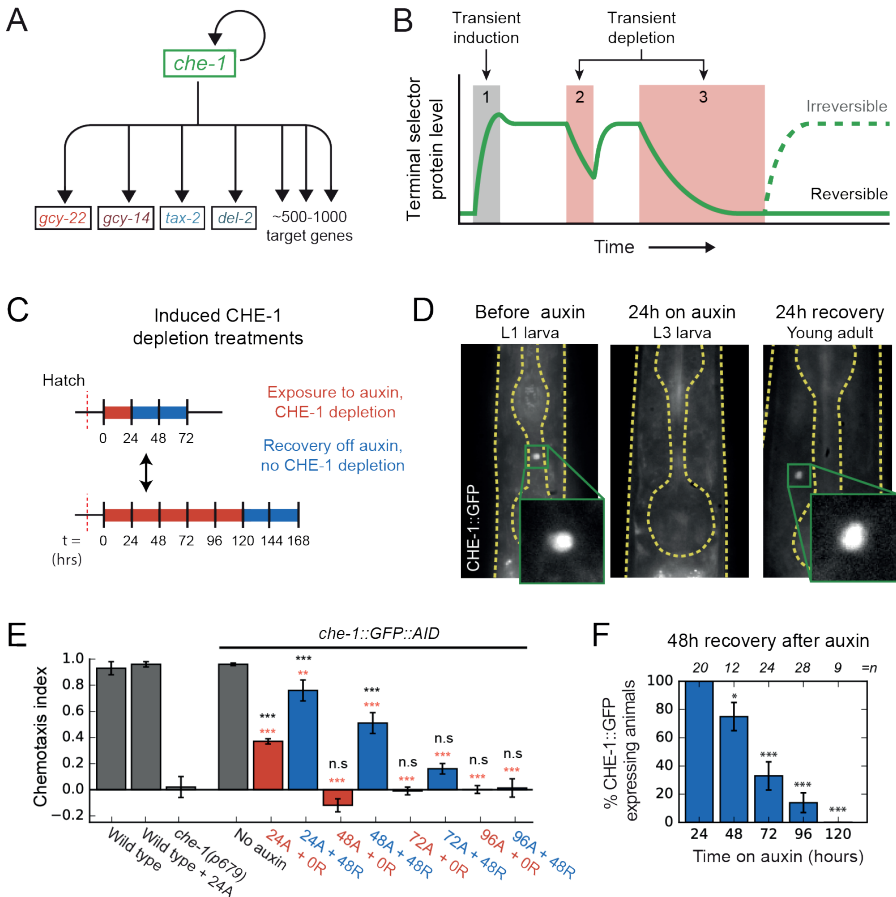 A
che-1
gcy-22
gcy-14
tax-2
del-2
~500-1000
target genes
B
Transient
induction
Transient
depletion
Terminal selector
protein level
1
2
3
Irreversible
Reversible
Time
C
Induced CHE-1
depletion treatments
Hatch
0 24 48 72
Exposure to auxin,
CHE-1 depletion
Recovery off auxin,
no CHE-1 depletion
t =
(hrs)
0 24 48 72 96 120 144 168
D
Before auxin
L1 larva
24h on auxin
L3 larva
24h recovery
Young adult
CHE-1::GFP
E
che-1::GFP::AID
Chemotaxis index
1.0
0.8
0.6
0.4
0.2
0.0
−0.2
***
***
***
**
n.s
***
***
***
n.s
***
n.s
***
n.s
***
n.s
***
Wild type
Wild type + 24A
che-1(p679)
No auxin
24A + 0R
24A + 48R
48A + 0R
48A + 48R
72A + 0R
72A + 48R
96A + 0R
96A + 48R
F
48h recovery after auxin
20 12 24 28 9 =n
% CHE-1::GFP
expressing animals
100
80
60
40
20
0
*
***
***
***
24 48 72 96 120
Time on auxin (hours)